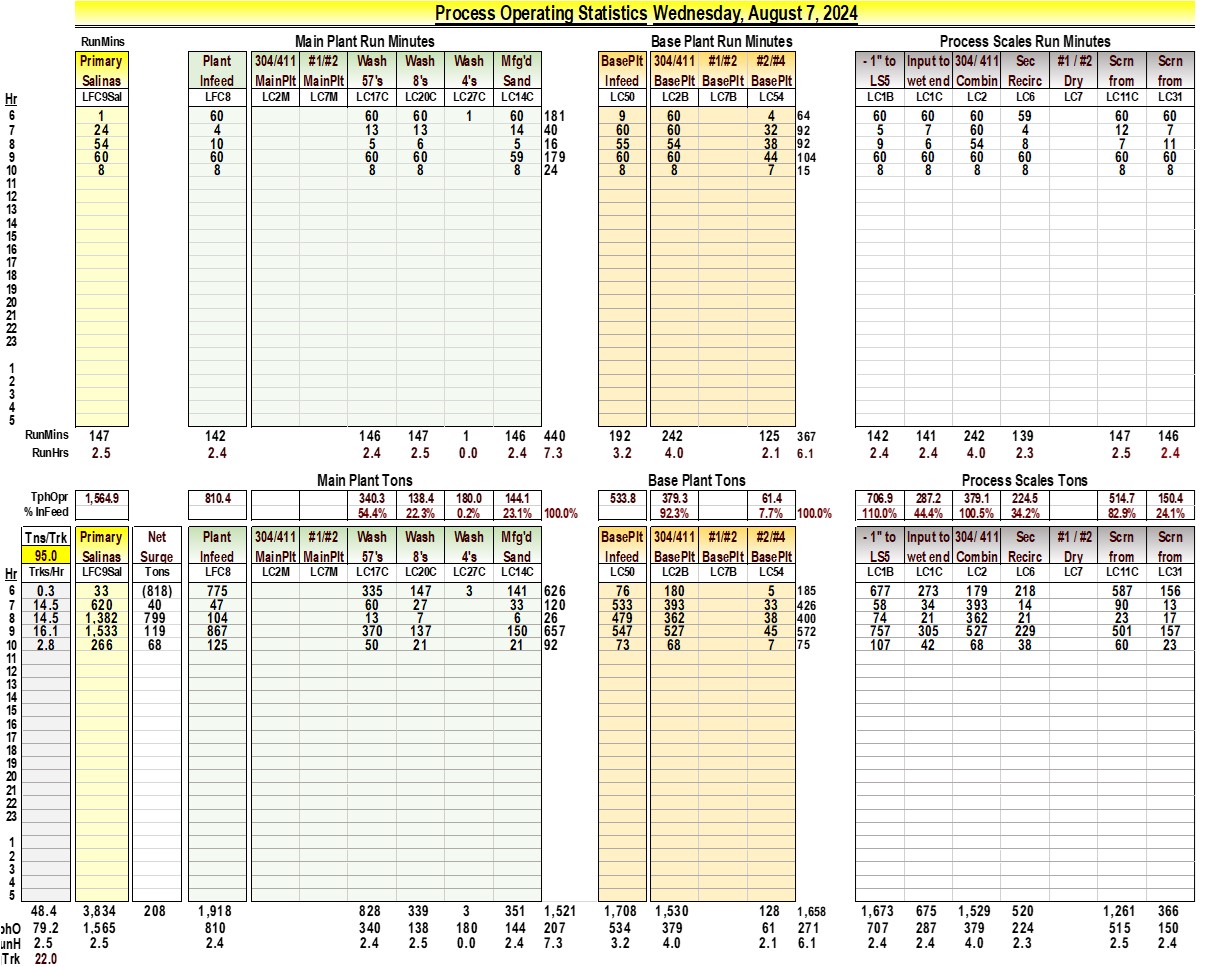 Process Operating Statistics Wednesday, August 7, 2024
RunMins Main Plant Run Minutes Base Plant Run Minutes Process Scales Run Minutes
Primary Plant 304/411 #1/#2 Wash Wash Wash Mfg'd BasePlt 304/411 #1/#2 #2/#4 - 1" to Input to 304/ 411 Sec #1 / #2 Scrn Scrn
Salinas Infeed MainPlt MainPlt 57's 8's 4's Sand Infeed BasePlt BasePlt BasePlt LS5 wet end Combin Recirc Dry from from
Hr LFC9Sal LFC8 LC2M LC7M LC17C LC20C LC27C LC14C LC50 LC2B LC7B LC54 LC1B LC1C LC2 LC6 LC7 LC11C LC31
6 1 60 60 60 1 60 181 9 60 4 64 60 60 60 59 60 60
7 24 4 13 13 14 40 60 60 32 92 5 7 60 4 12 7
8 54 10 5 6 5 16 55 54 38 92 9 6 54 8 7 11
9 60 60 60 60 59 179 60 60 44 104 60 60 60 60 60 60
10 8 8 8 8 8 24 8 8 7 15 8 8 8 8 8 8
11
12
13
14
15
16
17
18
19
20
21
22
23
1
2
3
4
5
RunMins 147 142 146 147 1 146 440 192 242 125 367 142 141 242 139 147 146
RunHrs 2.5 2.4 2.4 2.5 0.0 2.4 7.3 3.2 4.0 2.1 6.1 2.4 2.4 4.0 2.3 2.5 2.4
Main Plant Tons Base Plant Tons Process Scales Tons
TphOpr 1,564.9 810.4 340.3 138.4 180.0 144.1 533.8 379.3 61.4 706.9 287.2 379.1 224.5 514.7 150.4
% InFeed 54.4% 22.3% 0.2% 23.1% 100.0% 92.3% 7.7% 100.0% 110.0% 44.4% 100.5% 34.2% 82.9% 24.1%
Tns/Trk Primary Net Plant 304/411 #1/#2 Wash Wash Wash Mfg'd BasePlt 304/411 #1/#2 #2/#4 - 1" to Input to 304/ 411 Sec #1 / #2 Scrn Scrn
95.0 Salinas Surge Infeed MainPlt MainPlt 57's 8's 4's Sand Infeed BasePlt BasePlt BasePlt LS5 wet end Combin Recirc Dry from from
Hr Trks/Hr LFC9Sal Tons LFC8 LC2M LC7M LC17C LC20C LC27C LC14C LC50 LC2B LC7B LC54 LC1B LC1C LC2 LC6 LC7 LC11C LC31
6 0.3 33 (818) 775 335 147 3 141 626 76 180 5 185 677 273 179 218 587 156
7 14.5 620 40 47 60 27 33 120 533 393 33 426 58 34 393 14 90 13
8 14.5 1,382 799 104 13 7 6 26 479 362 38 400 74 21 362 21 23 17
9 16.1 1,533 119 867 370 137 150 657 547 527 45 572 757 305 527 229 501 157
10 2.8 266 68 125 50 21 21 92 73 68 7 75 107 42 68 38 60 23
11
12
13
14
15
16
17
18
19
20
21
22
23
1
2
3
4
5
48.4 3,834 208 1,918 828 339 3 351 1,521 1,708 1,530 128 1,658 1,673 675 1,529 520 1,261 366
phO 79.2 1,565 810 340 138 180 144 207 534 379 61 271 707 287 379 224 515 150
unH 2.5 2.5 2.4 2.4 2.5 0.0 2.4 7.3 3.2 4.0 2.1 6.1 2.4 2.4 4.0 2.3 2.5 2.4
Trk 22.0